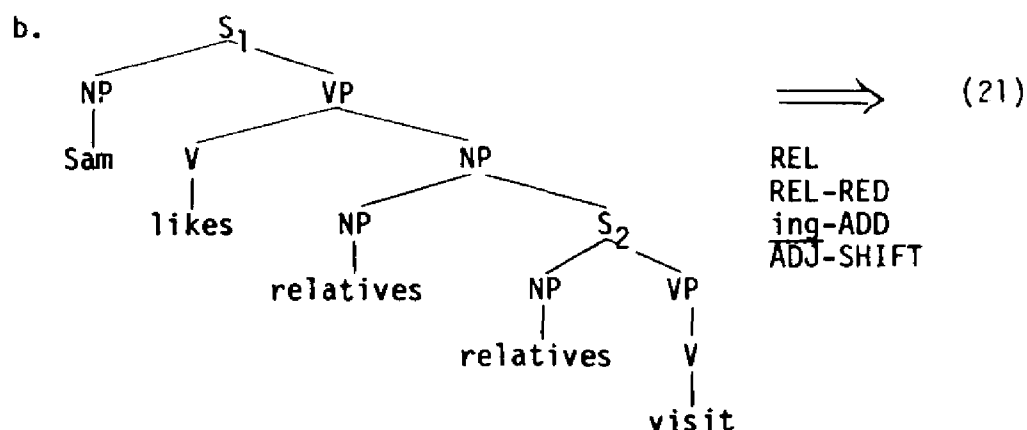 b. S1
NP VP ⟹ (21)
Sam V NP REL
likes NP S2 REL-RED
ing-ADD
ADJ-SHIFT
relatives NP VP
relatives V
visit